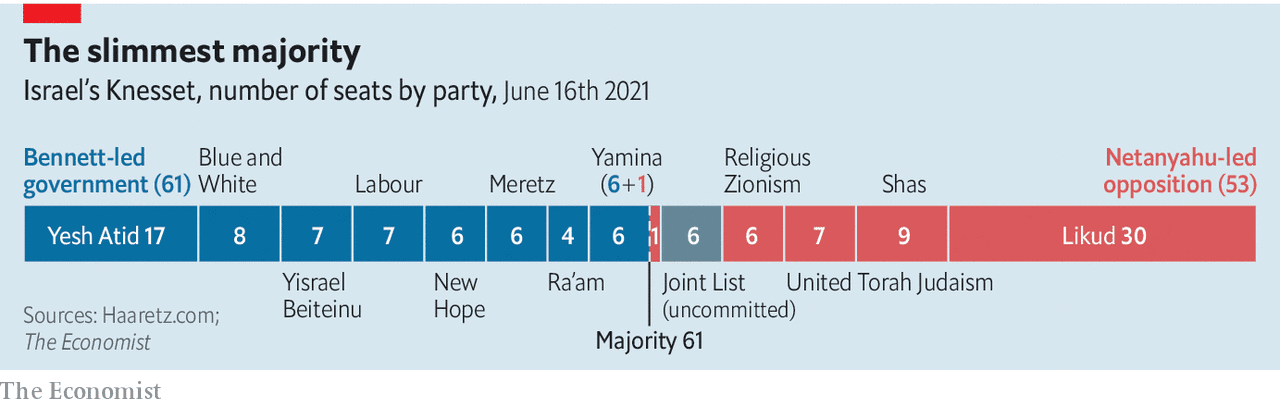 The slimmest majority
Israel's Knesset, number of seats by party, June 16th 2021
Bennett-led
government (61)
Blue and
White
Labour
Meretz
Yamina
(6+1)
Religious
Zionism
Shas
Netanyahu-led
opposition (53)
Yesh Atid 17 8 7 7 6 6 4 6 1 6 6 7 9 Likud 30
Yisrael
Beiteinu
New
Hope
Ra'am
Joint List
(uncommitted)
United Torah Judaism
Majority 61
Sources: Haaretz.com;
The Economist
The Economist